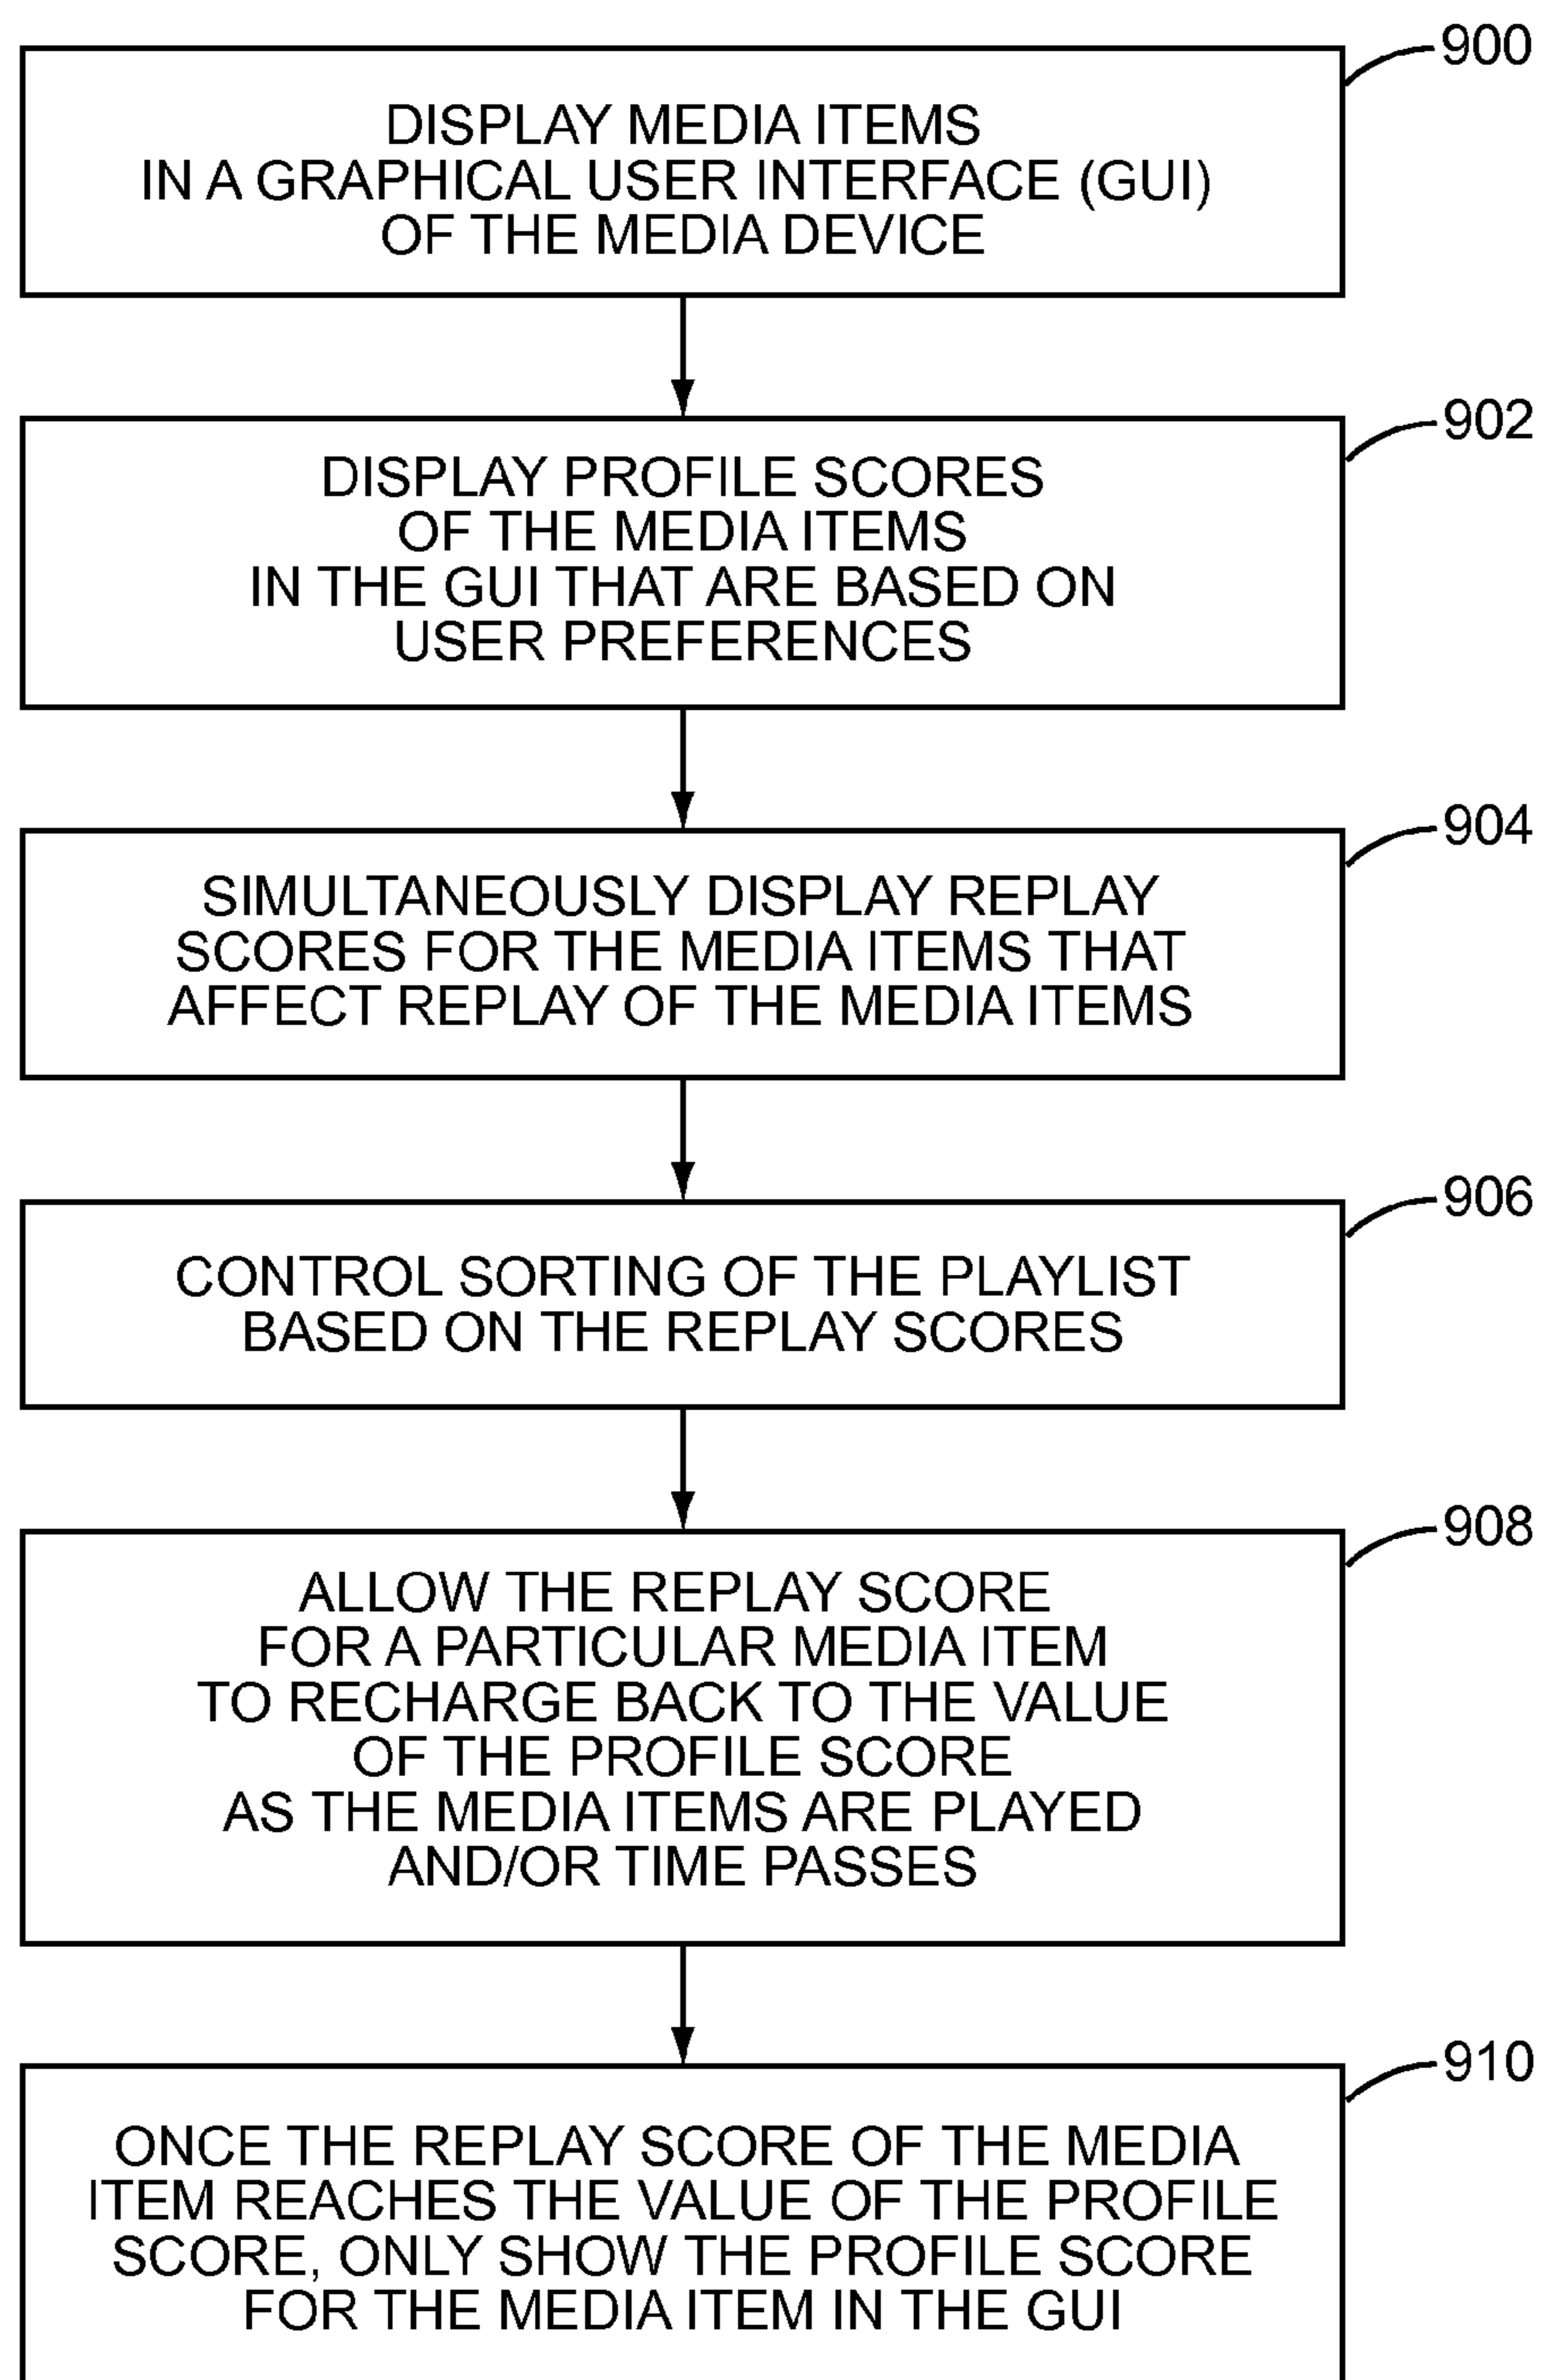 900
DISPLAY MEDIA ITEMS
IN A GRAPHICAL USER INTERFACE (GUI)
OF THE MEDIA DEVICE
902
DISPLAY PROFILE SCORES
OF THE MEDIA ITEMS
IN THE GUI THAT ARE BASED ON
USER PREFERENCES
904
SIMULTANEOUSLY DISPLAY REPLAY
SCORES FOR THE MEDIA ITEMS THAT
AFFECT REPLAY OF THE MEDIA ITEMS
906
CONTROL SORTING OF THE PLAYLIST
BASED ON THE REPLAY SCORES
908
ALLOW THE REPLAY SCORE
FOR A PARTICULAR MEDIA ITEM
TO RECHARGE BACK TO THE VALUE
OF THE PROFILE SCORE
AS THE MEDIA ITEMS ARE PLAYED
AND/OR TIME PASSES
910
ONCE THE REPLAY SCORE OF THE MEDIA
ITEM REACHES THE VALUE OF THE PROFILE
SCORE, ONLY SHOW THE PROFILE SCORE
FOR THE MEDIA ITEM IN THE GUI